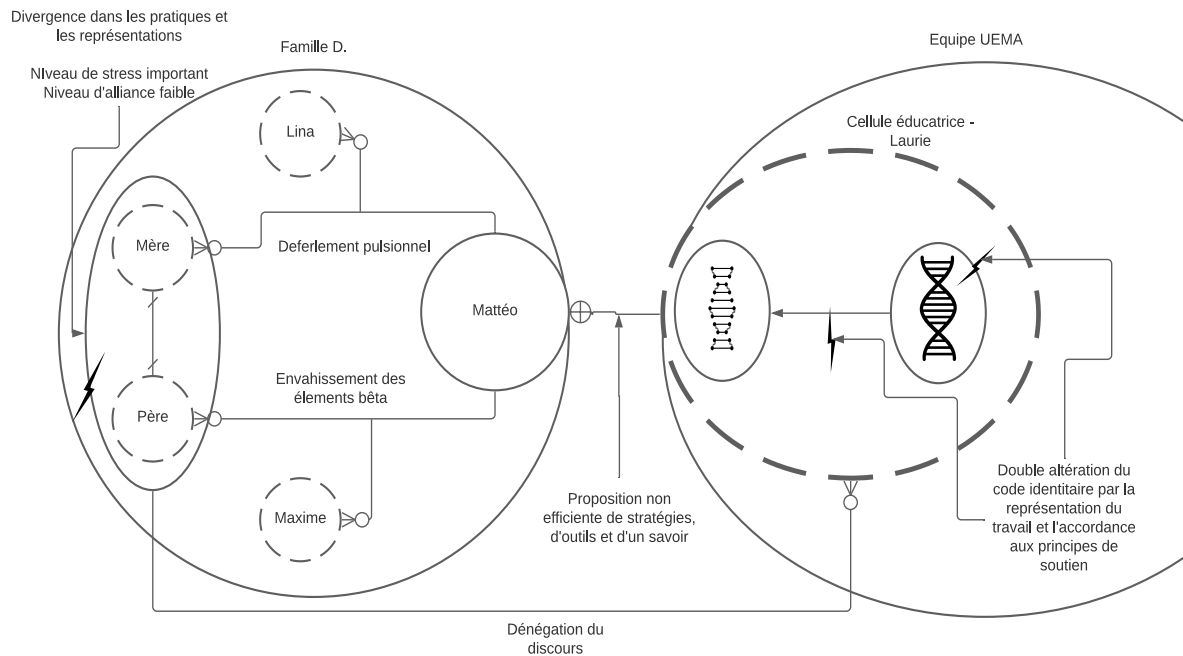 Divergence dans les pratiques et
les représentations
NIveau de stress important
Niveau d'alliance faible
Famille D.
Lina
Mère
Deferlement pulsionnel
Mattéo
Envahissement des
élements bêta
Père
Maxime
Equipe UEMA
Cellule éducatrice -
Laurie
Proposition non
efficiente de stratégies,
d'outils et d'un savoir
Double altération du
code identitaire par la
représentation du
travail et l'accordance
aux principes de
soutien
Dénégation du
discours